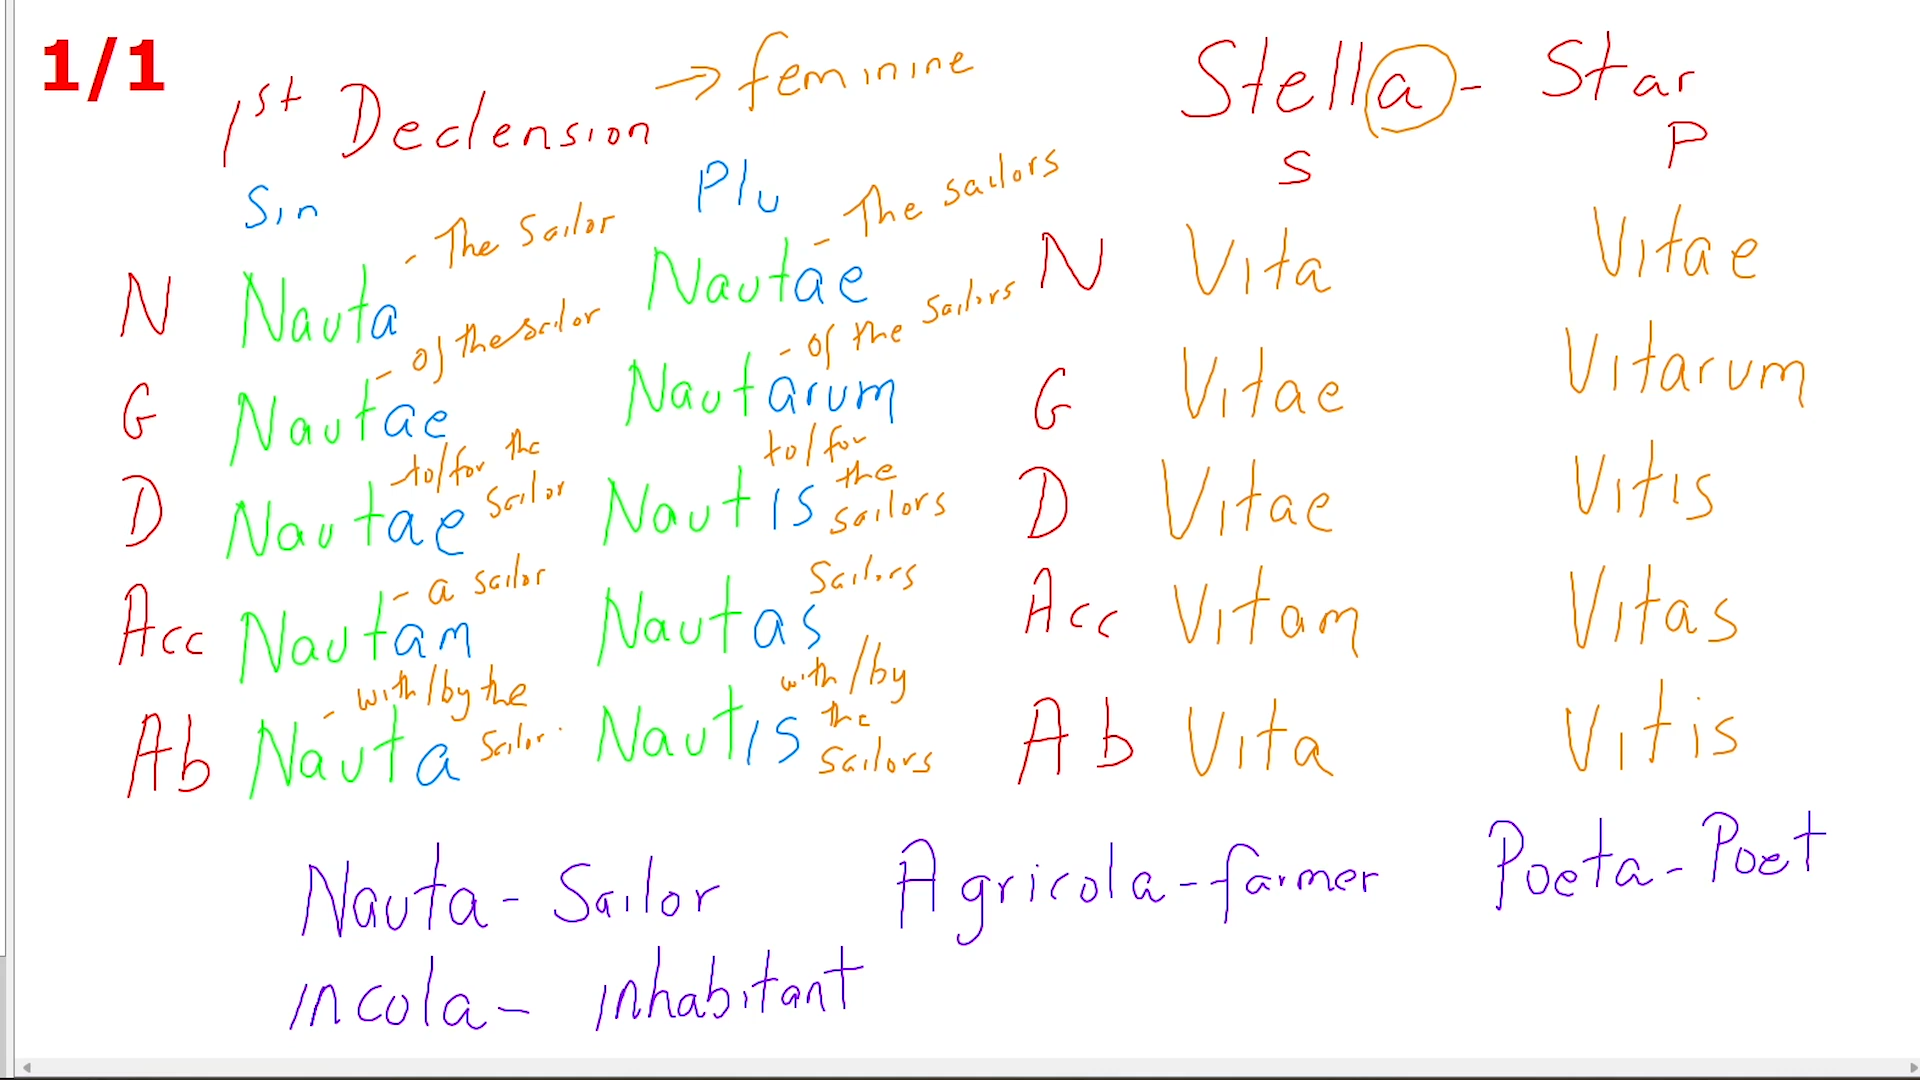 1/1
1st Declension → feminine
Stella - Star
Sin Plu
S P
N Nauta - The Sailor Nautae - The sailors
G Nautae - of the sailor Nautarum - of the sailors
D Nautae - to/for the sailor Nautis to/for the sailors
Acc Nautam - a sailor Nautas Sailors
Ab Nauta - with/by the sailor. Nautis with/by the sailors
N Vita Vitae
G Vitae Vitarum
D Vitae Vitis
Acc Vitam Vitas
Ab Vita Vitis
Nauta - Sailor Agricola - farmer Poeta - Poet
incola - inhabitant